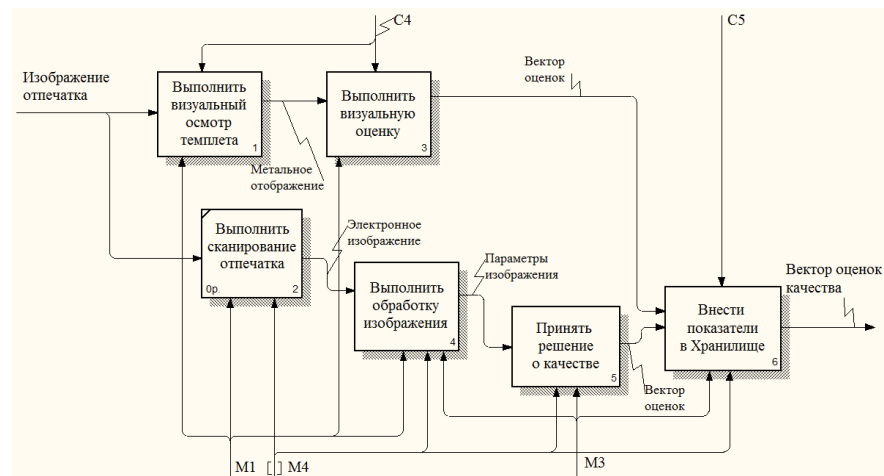 C4
C5
Изображение
отпечатка
Выполнить
визуальный
осмотр
темплета
1
Выполнить
визуальную
оценку
3
Вектор
оценок
Метальное
отображение
Выполнить
сканирование
отпечатка
0р.
2
Электронное
изображение
Выполнить
обработку
изображения
4
Параметры
изображения
Принять
решение
о качестве
5
Вектор
оценок
Внести
показатели
в Хранилище
6
Вектор оценок
качества
M1 [ ] M4
M3